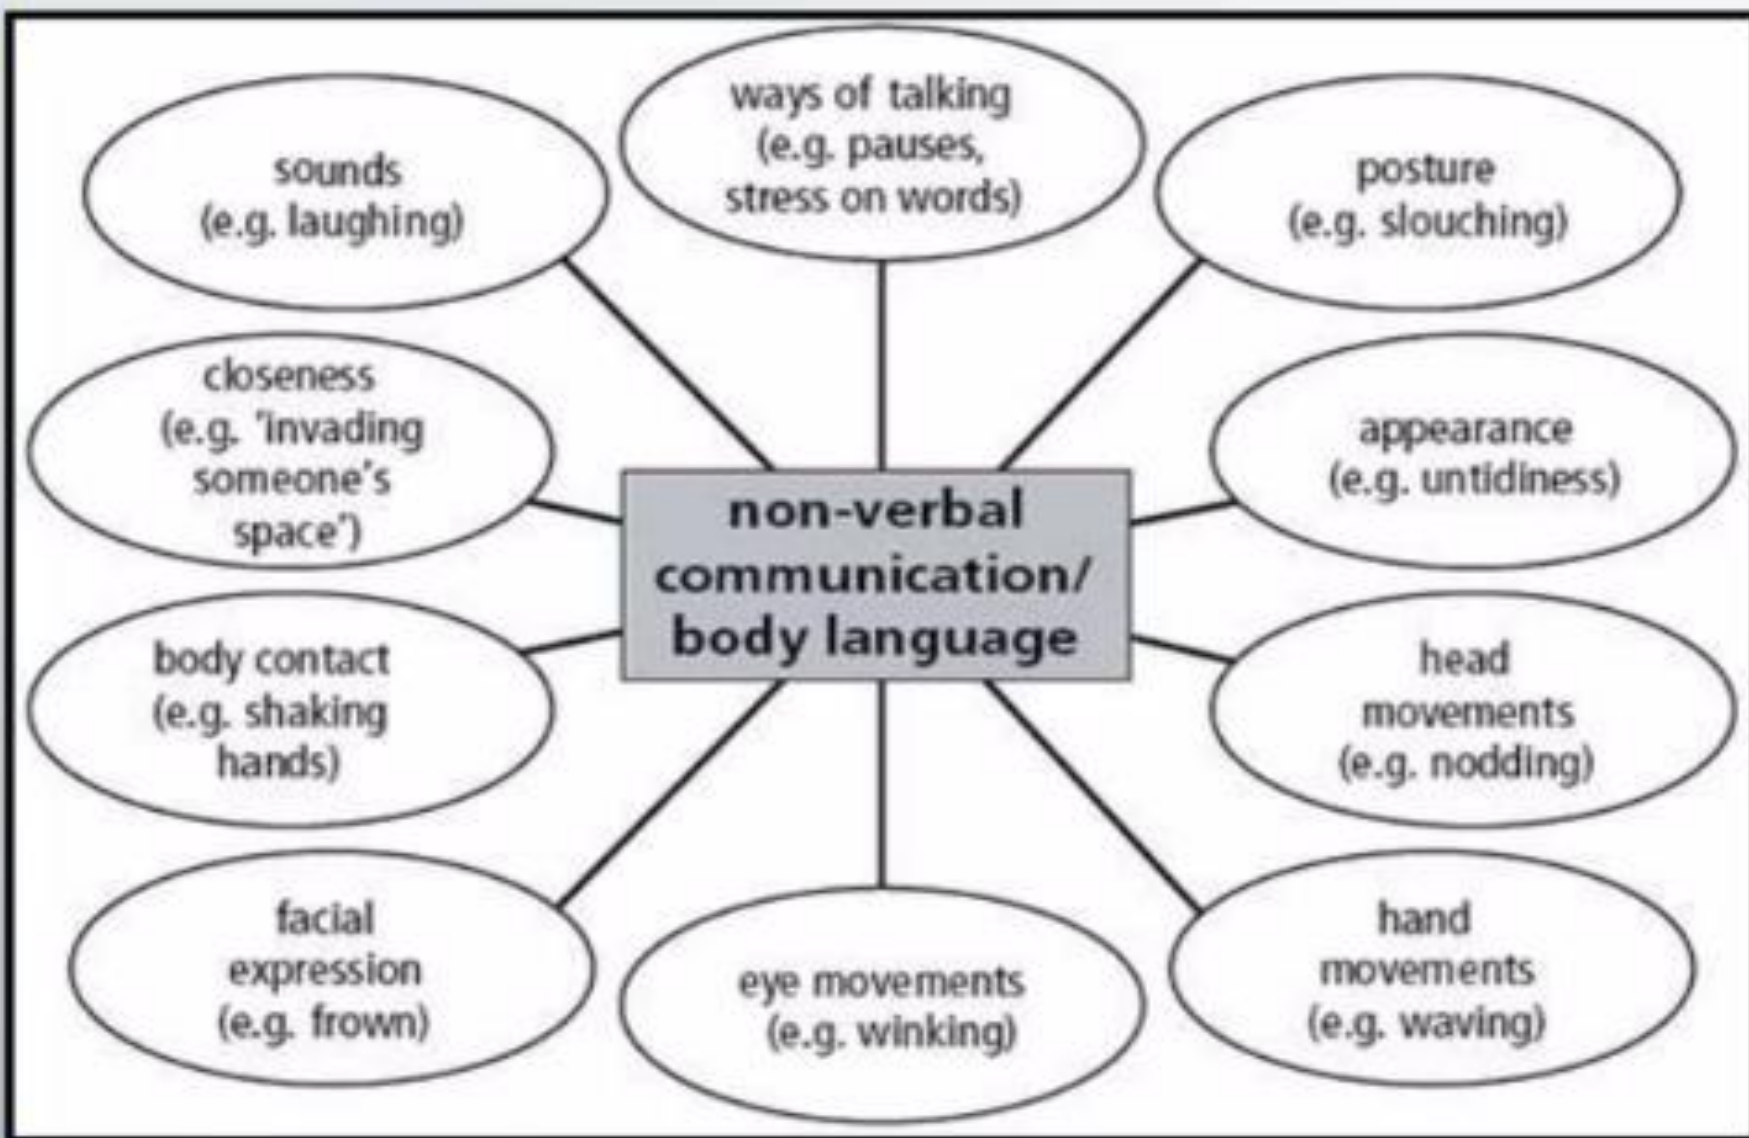 ways of talking
(e.g. pauses,
stress on words)
sounds
(e.g. laughing)
posture
(e.g. slouching)
closeness
(e.g. 'invading
someone's
space')
appearance
(e.g. untidiness)
non-verbal
communication/
body language
body contact
(e.g. shaking
hands)
head
movements
(e.g. nodding)
facial
expression
(e.g. frown)
eye movements
(e.g. winking)
hand
movements
(e.g. waving)